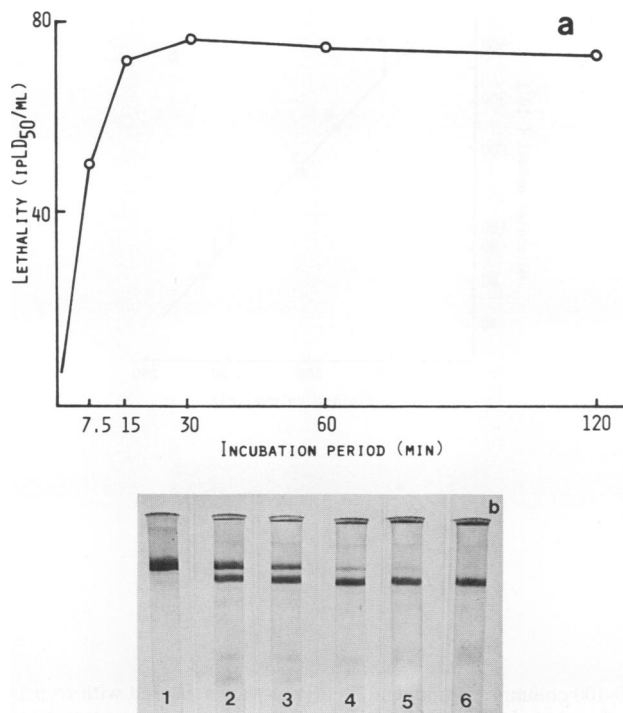 a
80
40
LETHALITY (IPLD50/ML)
7.5 15 30 60 120
INCUBATION PERIOD (MIN)
b
1 2 3 4 5 6